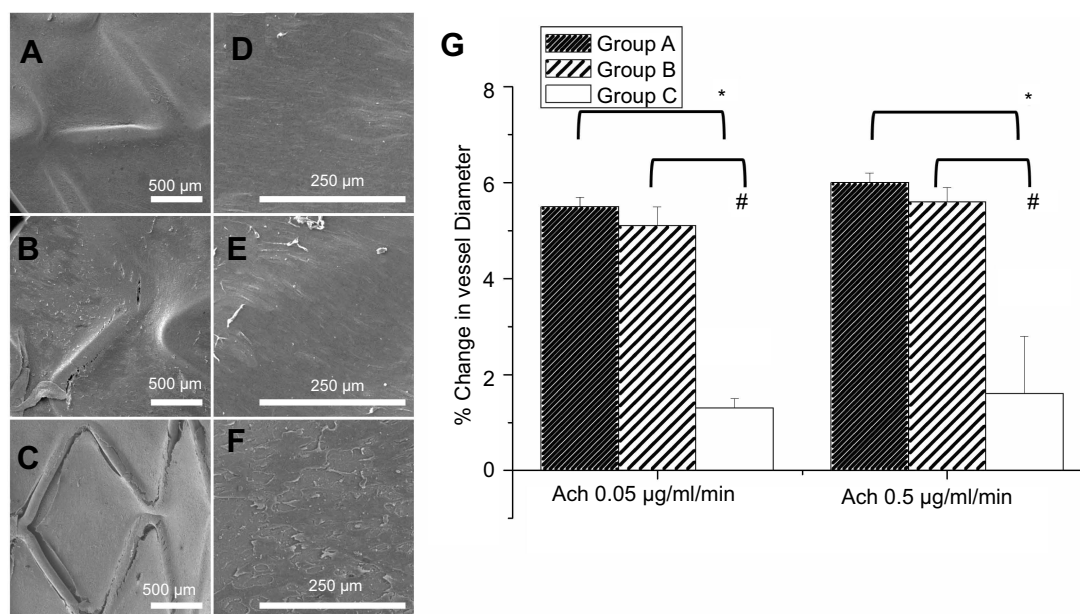 A
500 µm
D
250 µm
B
500 µm
E
250 µm
C
500 µm
F
250 µm
G
Group A
Group B
Group C
% Change in vessel Diameter
8
6
4
2
0
*
#
*
#
Ach 0.05 µg/ml/min
Ach 0.5 µg/ml/min